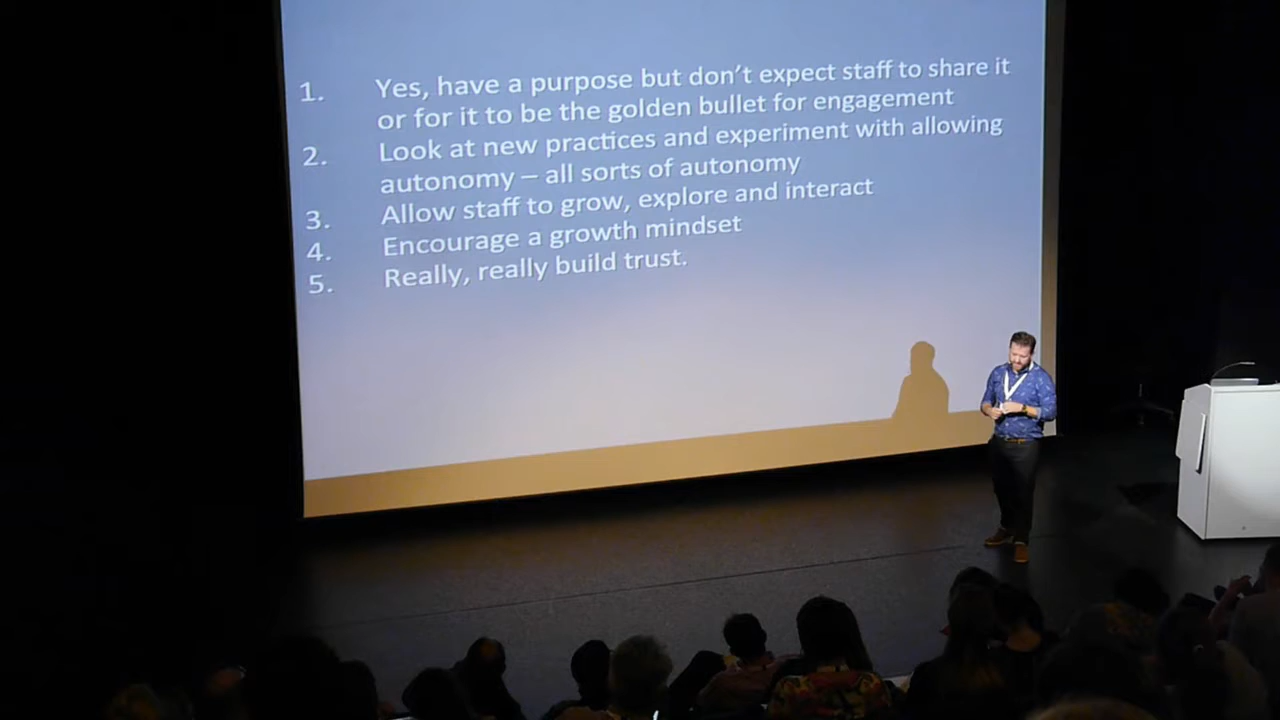 1. Yes, have a purpose but don't expect staff to share it
or for it to be the golden bullet for engagement
2. Look at new practices and experiment with allowing
autonomy – all sorts of autonomy
3. Allow staff to grow, explore and interact
4. Encourage a growth mindset
5. Really, really build trust.